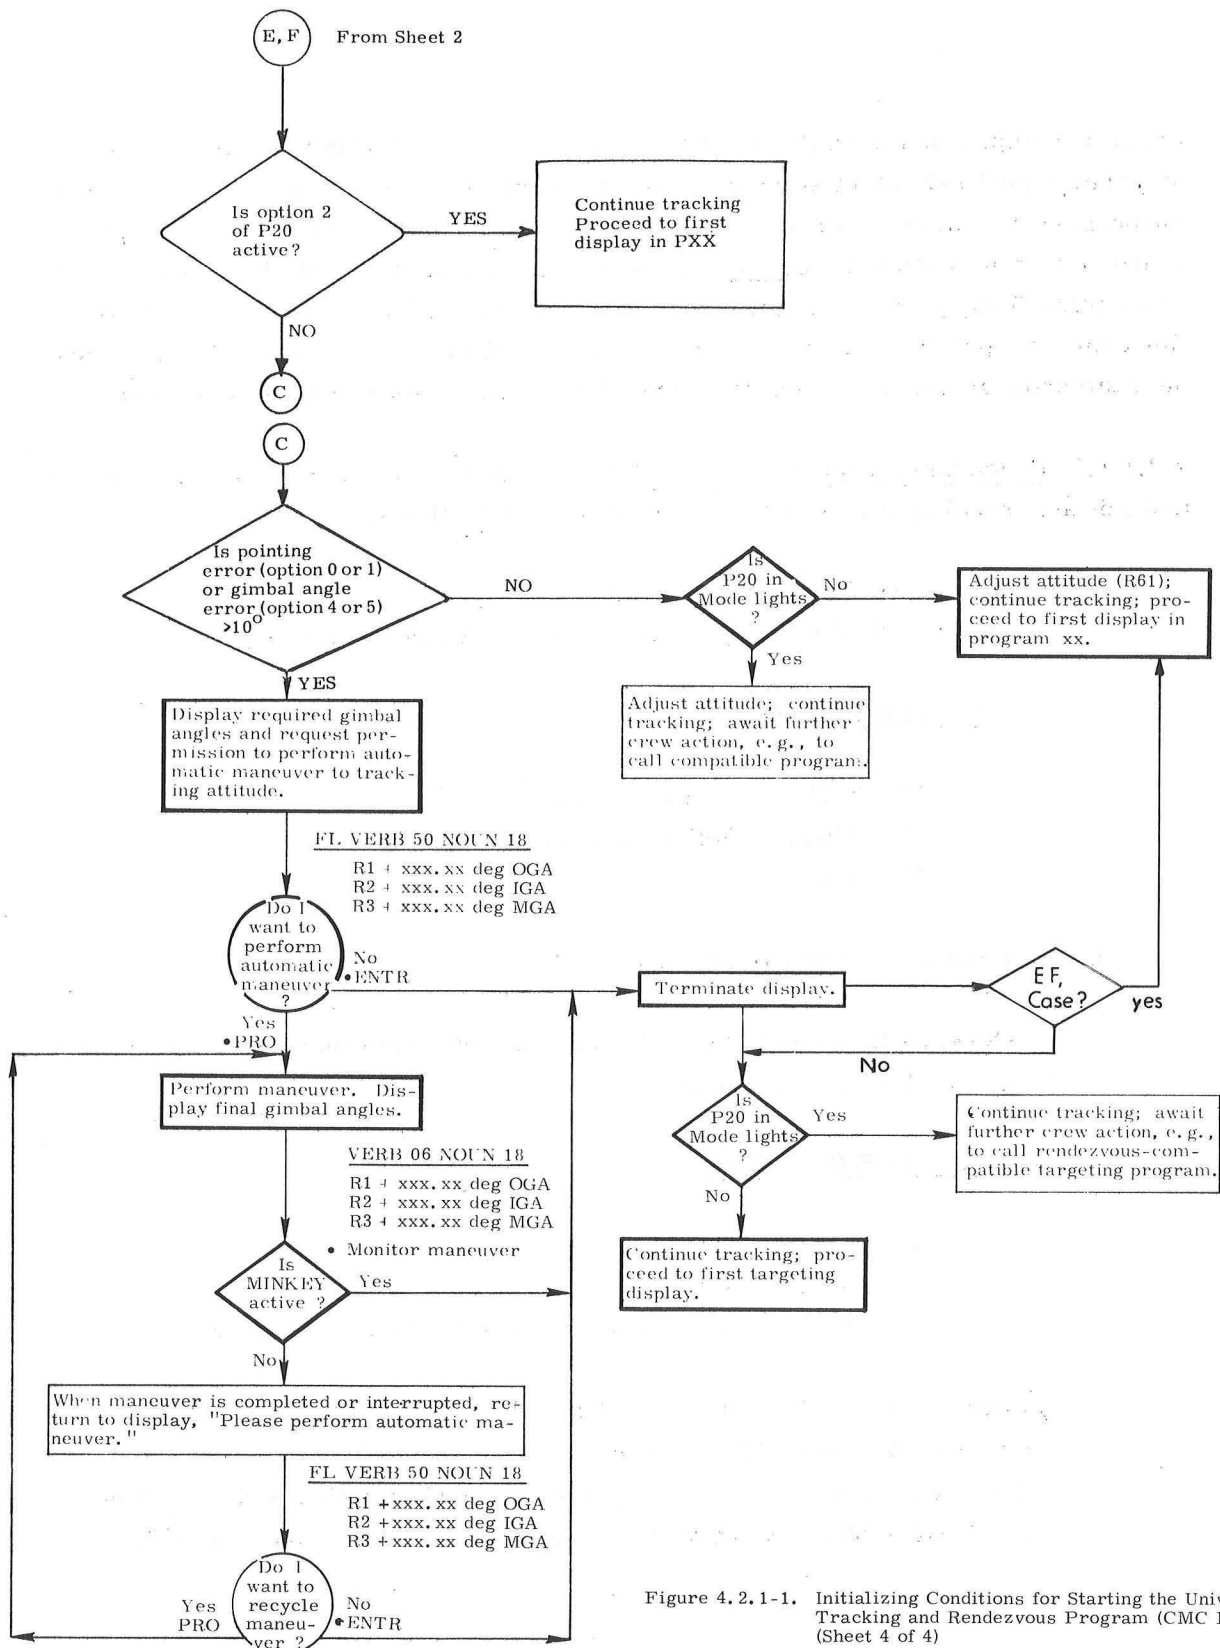 E, F
From Sheet 2
Is option 2
of P20
active?
YES
Continue tracking
Proceed to first
display in PXX
NO
C
C
Is pointing
error (option 0 or 1)
or gimbal angle
error (option 4 or 5)
>10°
NO
Is
P20 in
Mode lights
?
No
Adjust attitude (R61);
continue tracking; pro-
ceed to first display in
program xx.
Yes
Adjust attitude; continue
tracking; await further
crew action, e.g., to
call compatible program.
YES
Display required gimbal
angles and request per-
mission to perform auto-
matic maneuver to track-
ing attitude.
FL VERB 50 NOUN 18
R1 + xxx.xx deg OGA
R2 + xxx.xx deg IGA
R3 + xxx.xx deg MGA
Do I
want to
perform
automatic
maneuver
?
No
• ENTR
Terminate display.
EF,
Case?
yes
No
Yes
• PRO
Perform maneuver. Dis-
play final gimbal angles.
Is
P20 in
Mode lights
?
Yes
Continue tracking; await
further crew action, e.g.,
to call rendezvous-com-
patible targeting program.
No
Continue tracking; pro-
ceed to first targeting
display.
VERB 06 NOUN 18
R1 + xxx.xx deg OGA
R2 + xxx.xx deg IGA
R3 + xxx.xx deg MGA
• Monitor maneuver
Is
MINKEY
active ?
Yes
No
When maneuver is completed or interrupted, re-
turn to display, "Please perform automatic ma-
neuver."
FL VERB 50 NOUN 18
R1 +xxx.xx deg OGA
R2 +xxx.xx deg IGA
R3 +xxx.xx deg MGA
Do I
want to
recycle
maneu-
ver ?
Yes
PRO
No
• ENTR
Figure 4.2.1-1. Initializing Conditions for Starting the
Tracking and Rendezvous Program (CMC
(Sheet 4 of 4)